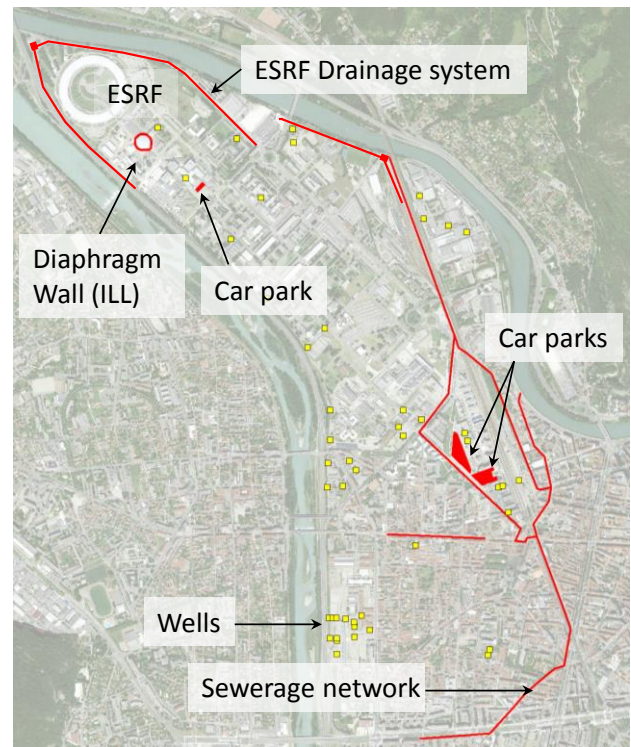 ESRF Drainage system
ESRF
Diaphragm
Wall (ILL)
Car park
Car parks
Wells
Sewerage network